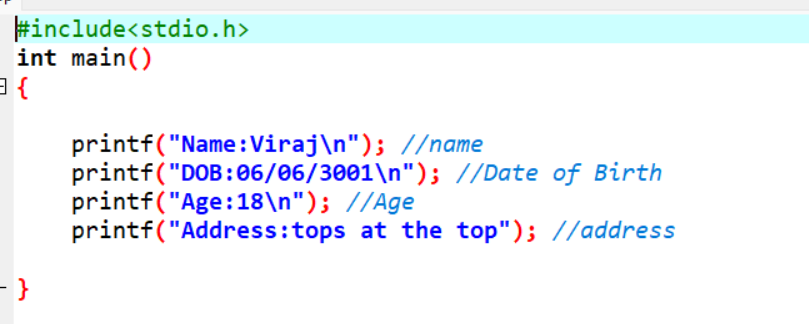 #include<stdio.h>
int main()
{
printf("Name:Viraj\n"); //name
printf("DOB:06/06/3001\n"); //Date of Birth
printf("Age:18\n"); //Age
printf("Address:tops at the top"); //address
}